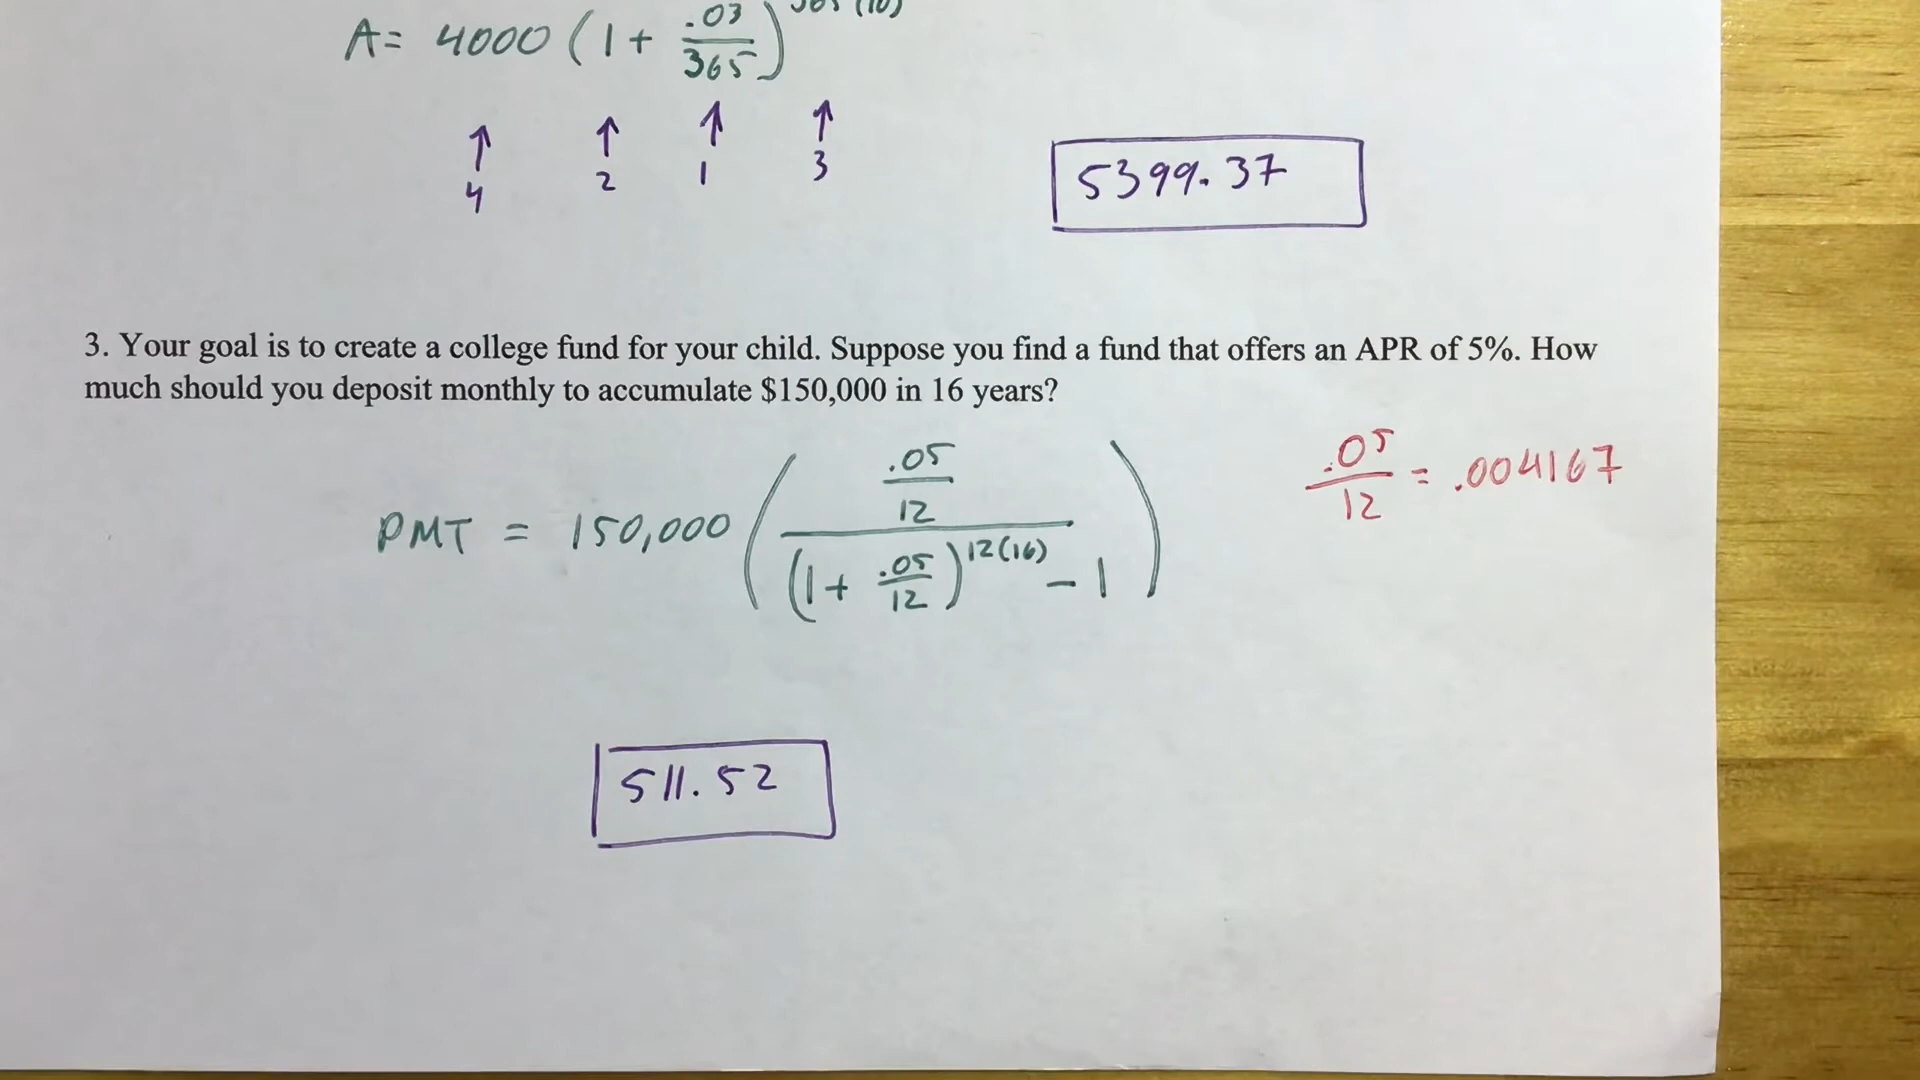 A = 4000 (1 + .03/365)^365(10)
4 2 1 3
5399.37
3. Your goal is to create a college fund for your child. Suppose you find a fund that offers an APR of 5%. How
much should you deposit monthly to accumulate $150,000 in 16 years?
PMT = 150,000 ( (.05/12) / ((1 + .05/12)^12(16) - 1) )
.05/12 = .004167
511.52